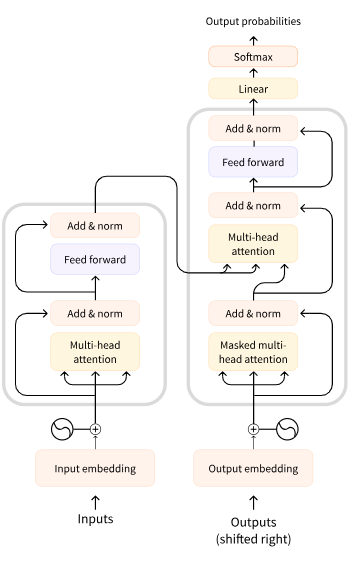 Output probabilities
Softmax
Linear
Add & norm
Feed forward
Add & norm
Multi-head
attention
Add & norm
Masked multi-
head attention
Output embedding
Outputs
(shifted right)
Add & norm
Feed forward
Add & norm
Multi-head
attention
Input embedding
Inputs